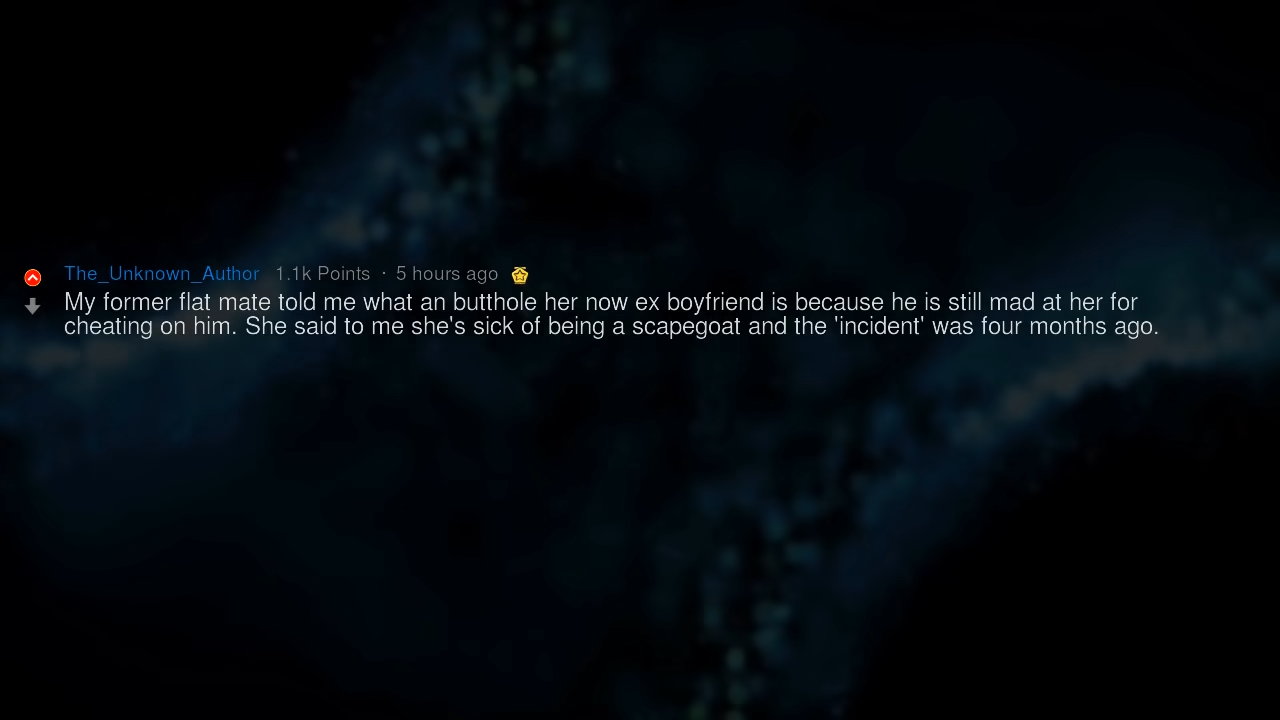 The_Unknown_Author 1.1k Points · 5 hours ago
My former flat mate told me what an butthole her now ex boyfriend is because he is still mad at her for
cheating on him. She said to me she's sick of being a scapegoat and the 'incident' was four months ago.